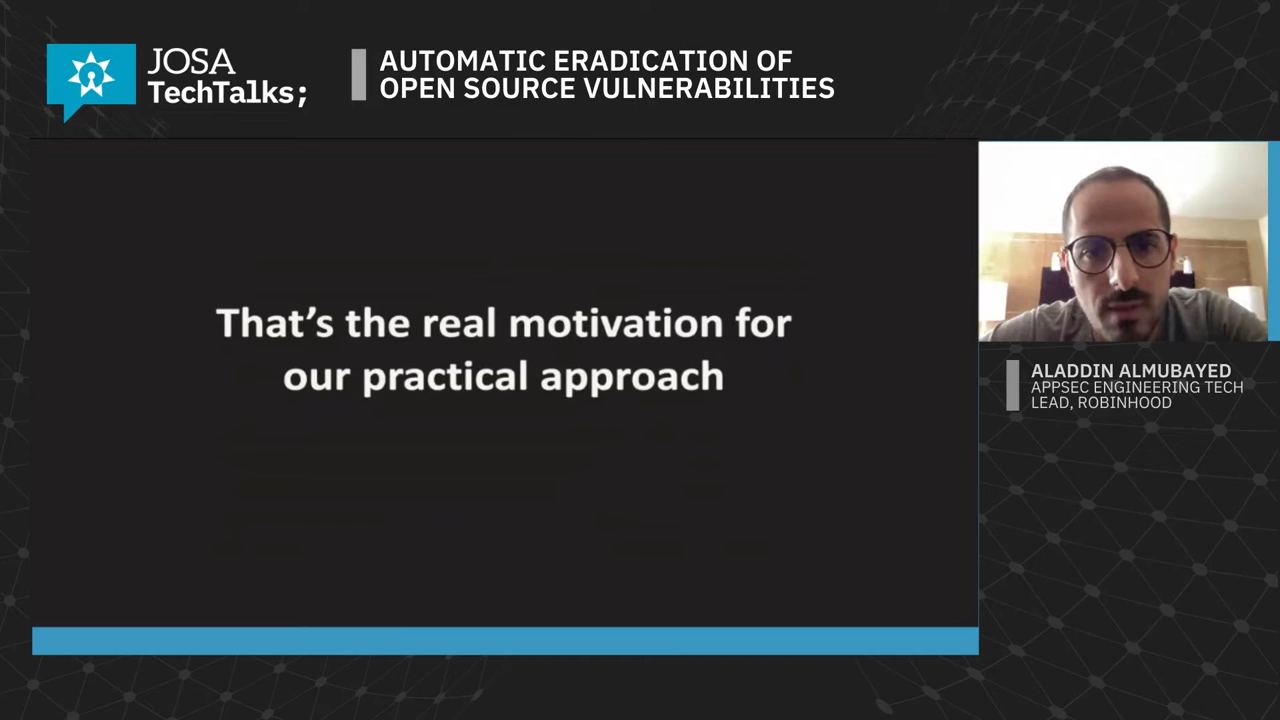 JOSA
TechTalks;
AUTOMATIC ERADICATION OF
OPEN SOURCE VULNERABILITIES
That's the real motivation for
our practical approach
ALADDIN ALMUBAYED
APPSEC ENGINEERING TECH
LEAD, ROBINHOOD